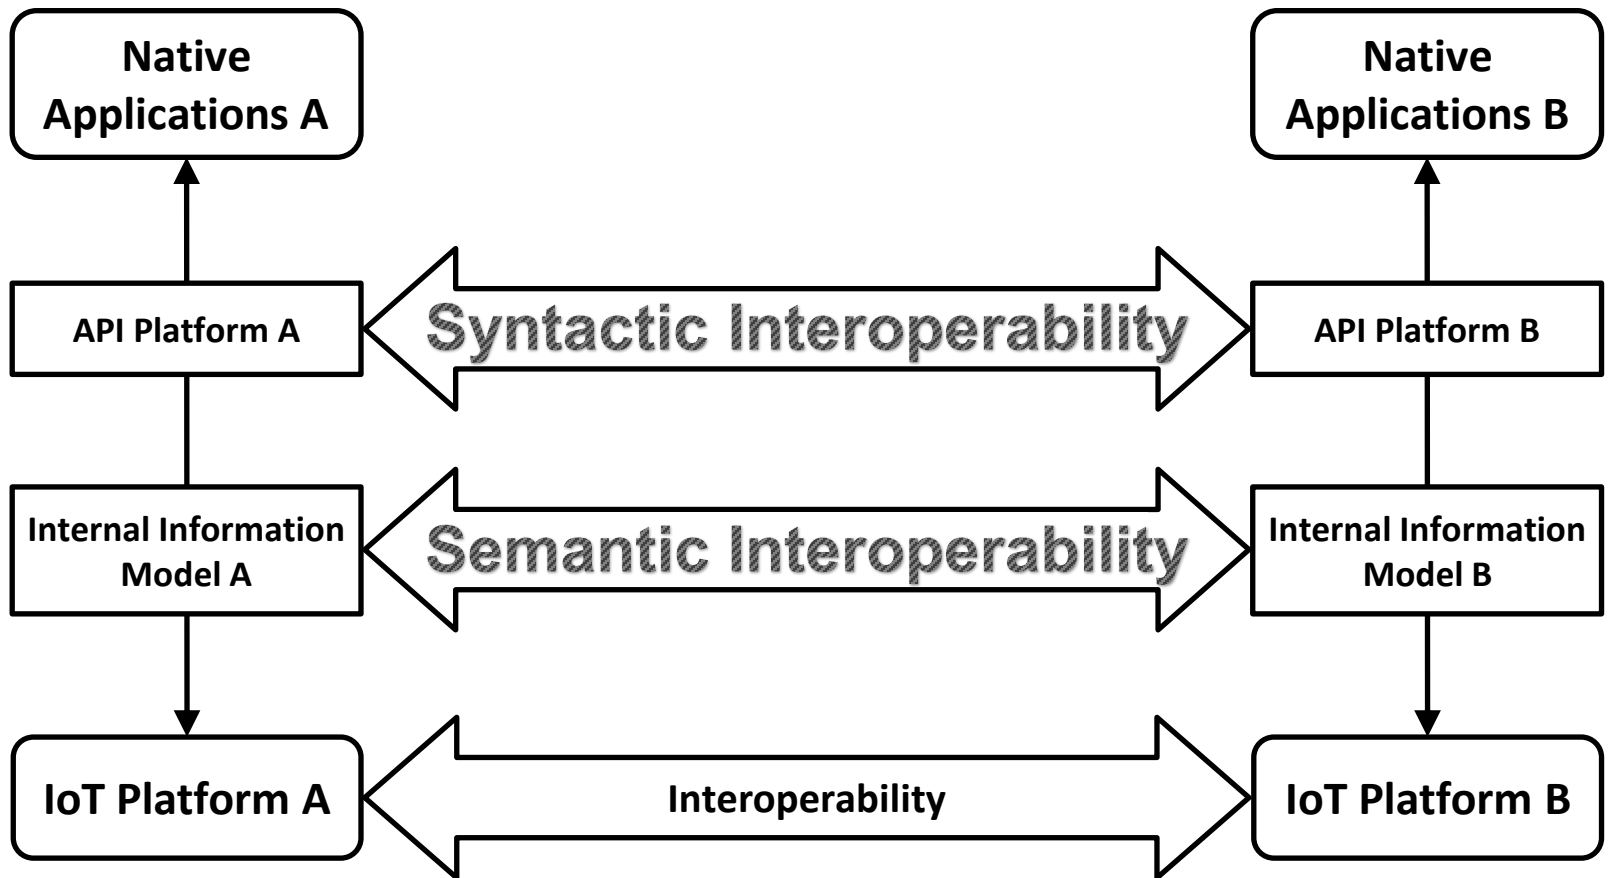 Native
Applications A
Native
Applications B
API Platform A
Syntactic Interoperability
API Platform B
Internal Information
Model A
Semantic Interoperability
Internal Information
Model B
IoT Platform A
Interoperability
IoT Platform B